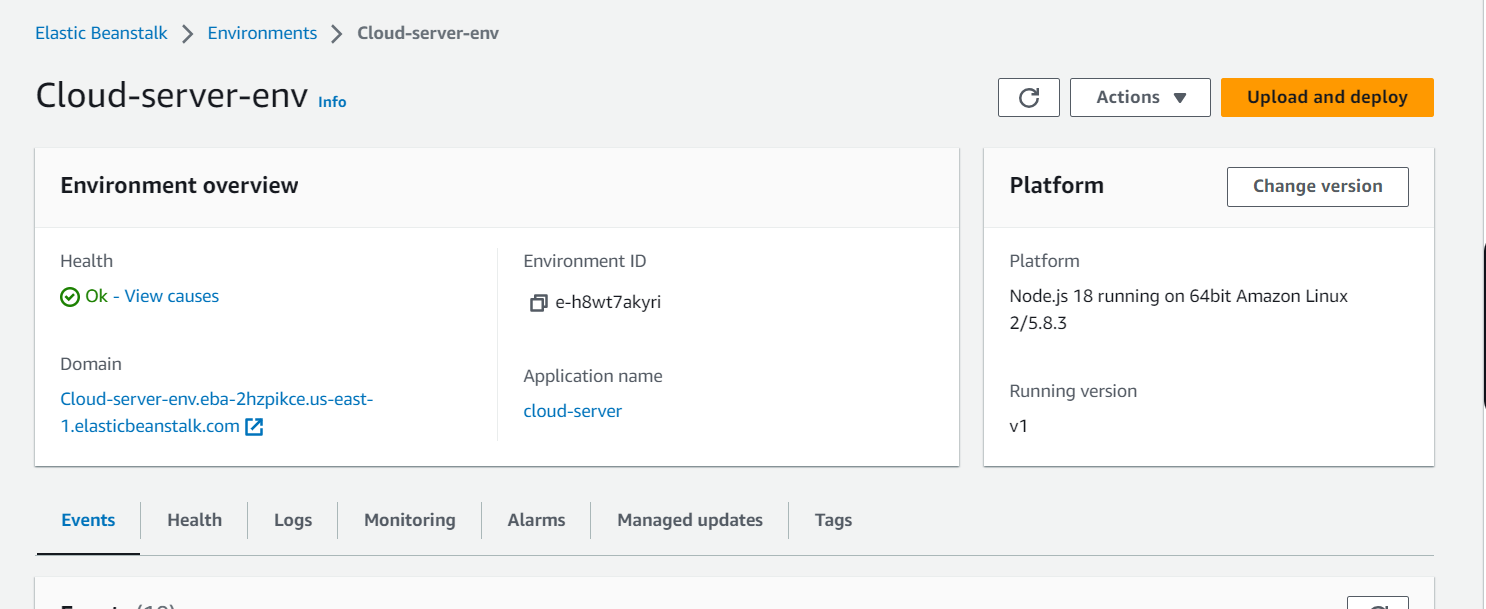 Elastic Beanstalk > Environments > Cloud-server-env
Cloud-server-env Info
Actions ▼
Upload and deploy
Environment overview
Health
Ok - View causes
Domain
Cloud-server-env.eba-2hzpikce.us-east-
1.elasticbeanstalk.com
Environment ID
e-h8wt7akyri
Application name
cloud-server
Platform
Change version
Platform
Node.js 18 running on 64bit Amazon Linux
2/5.8.3
Running version
v1
Events
Health
Logs
Monitoring
Alarms
Managed updates
Tags